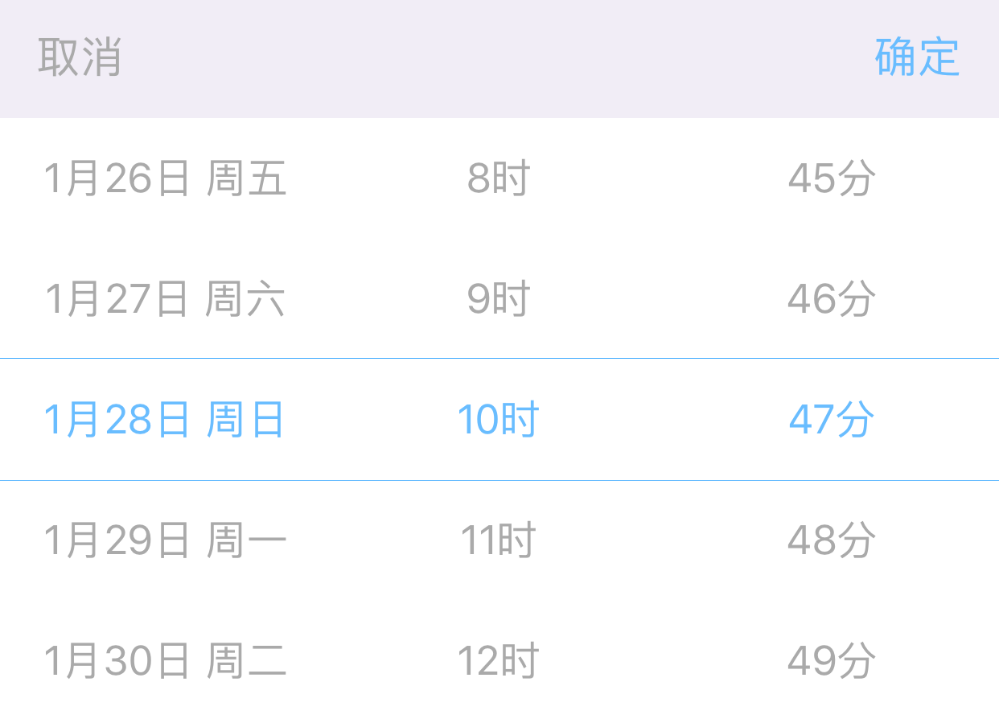 取消 确定
1月26日 周五 8时 45分
1月27日 周六 9时 46分
1月28日 周日 10时 47分
1月29日 周一 11时 48分
1月30日 周二 12时 49分